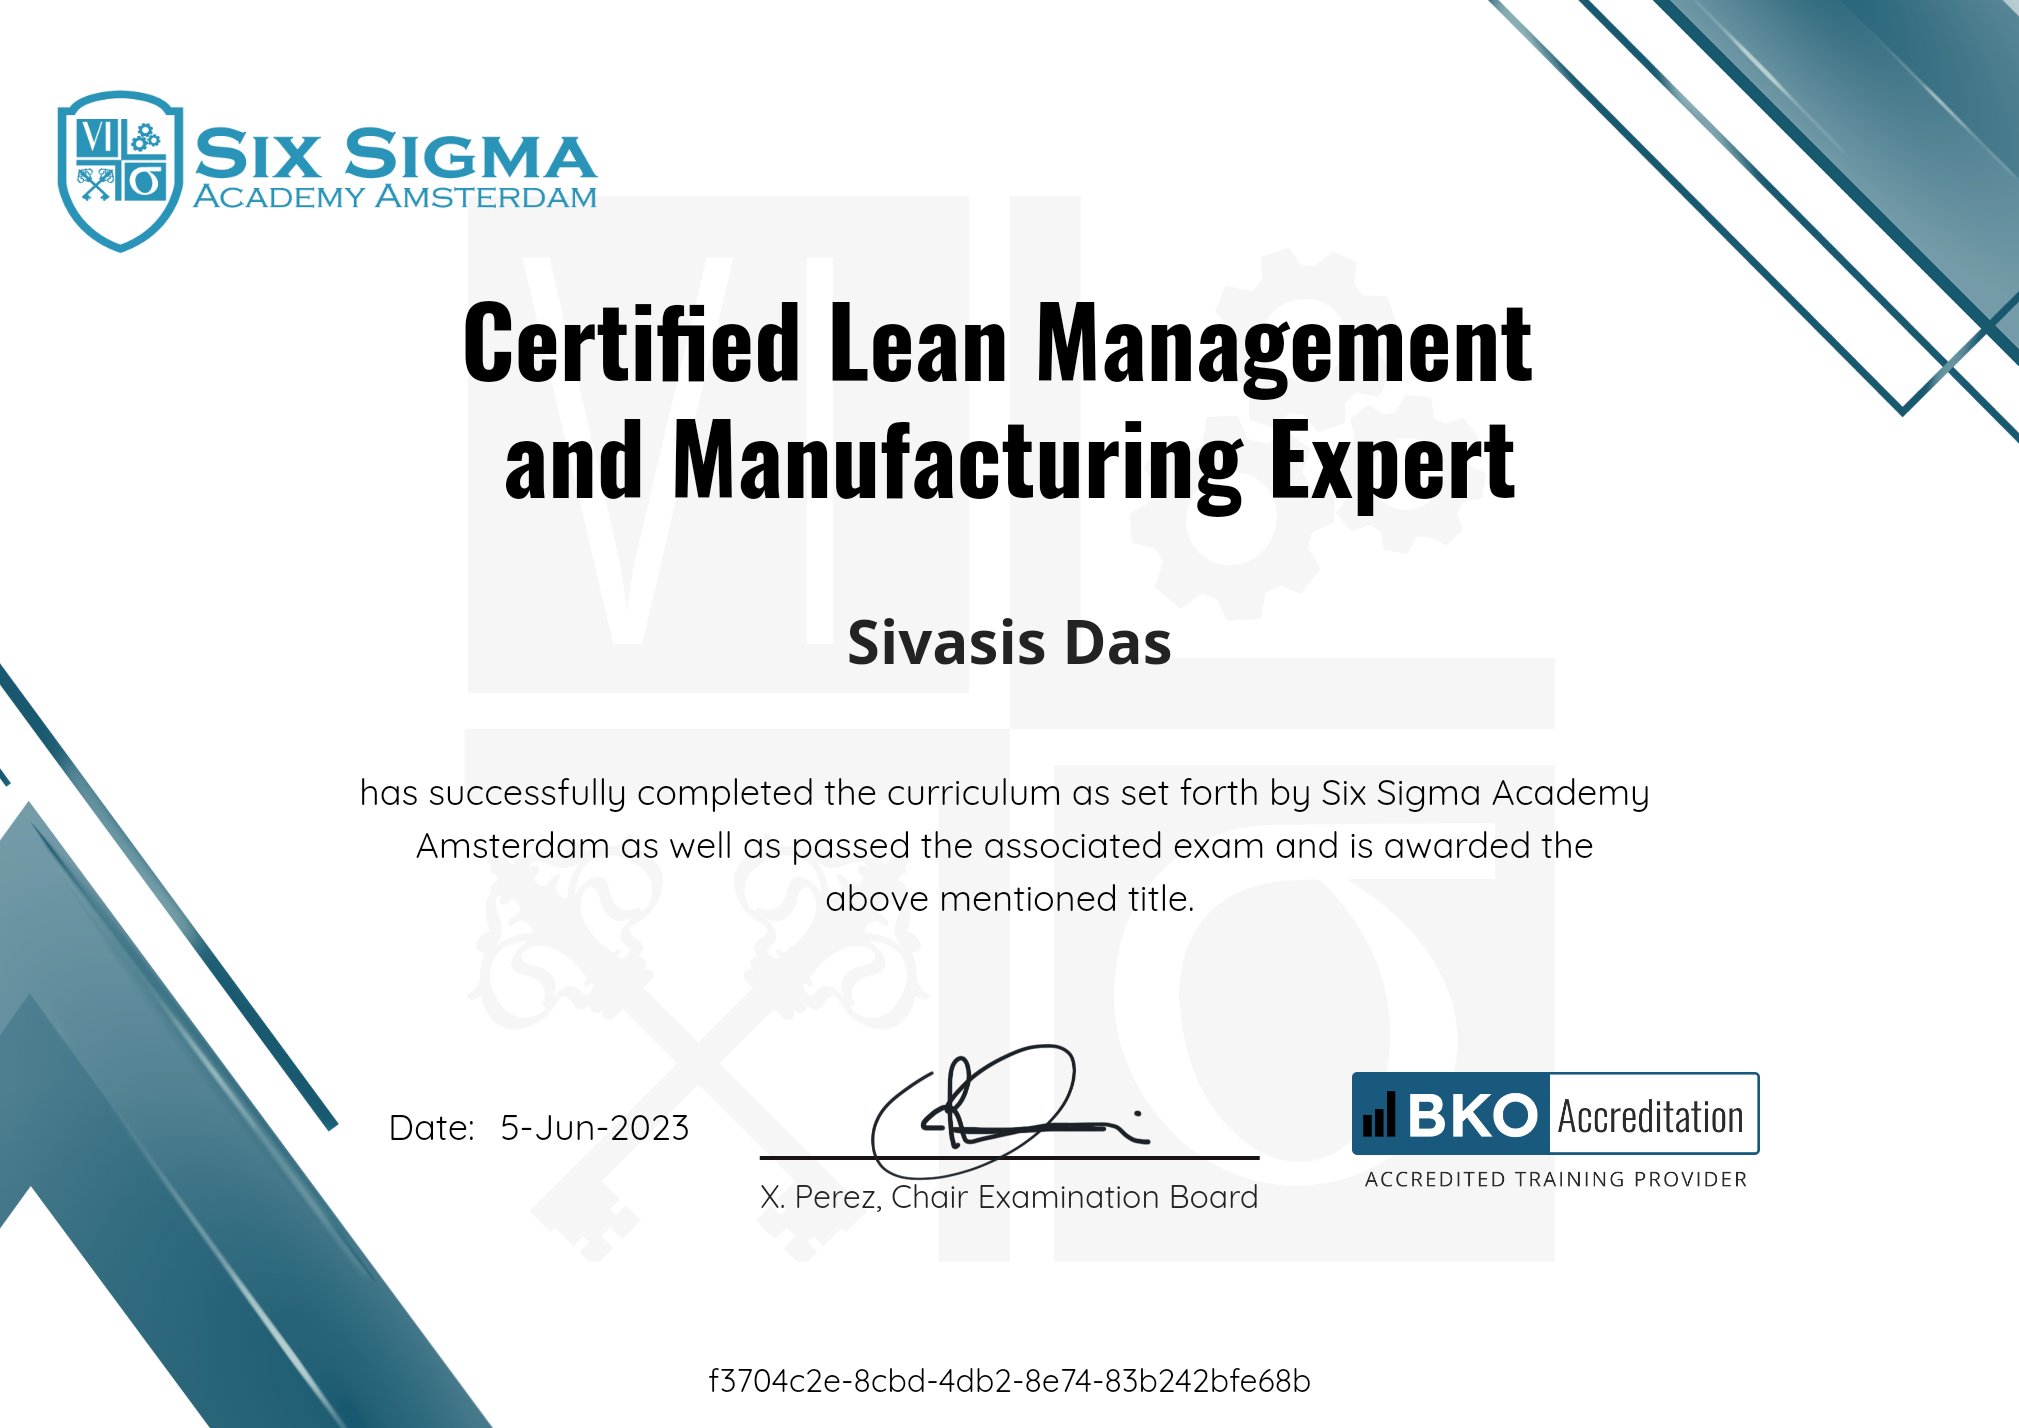 VI
σ
SIX SIGMA
ACADEMY AMSTERDAM
Certified Lean Management
and Manufacturing Expert
Sivasis Das
has successfully completed the curriculum as set forth by Six Sigma Academy
Amsterdam as well as passed the associated exam and is awarded the
above mentioned title.
Date: 5-Jun-2023
X. Perez, Chair Examination Board
BKO Accreditation
ACCREDITED TRAINING PROVIDER
f3704c2e-8cbd-4db2-8e74-83b242bfe68b